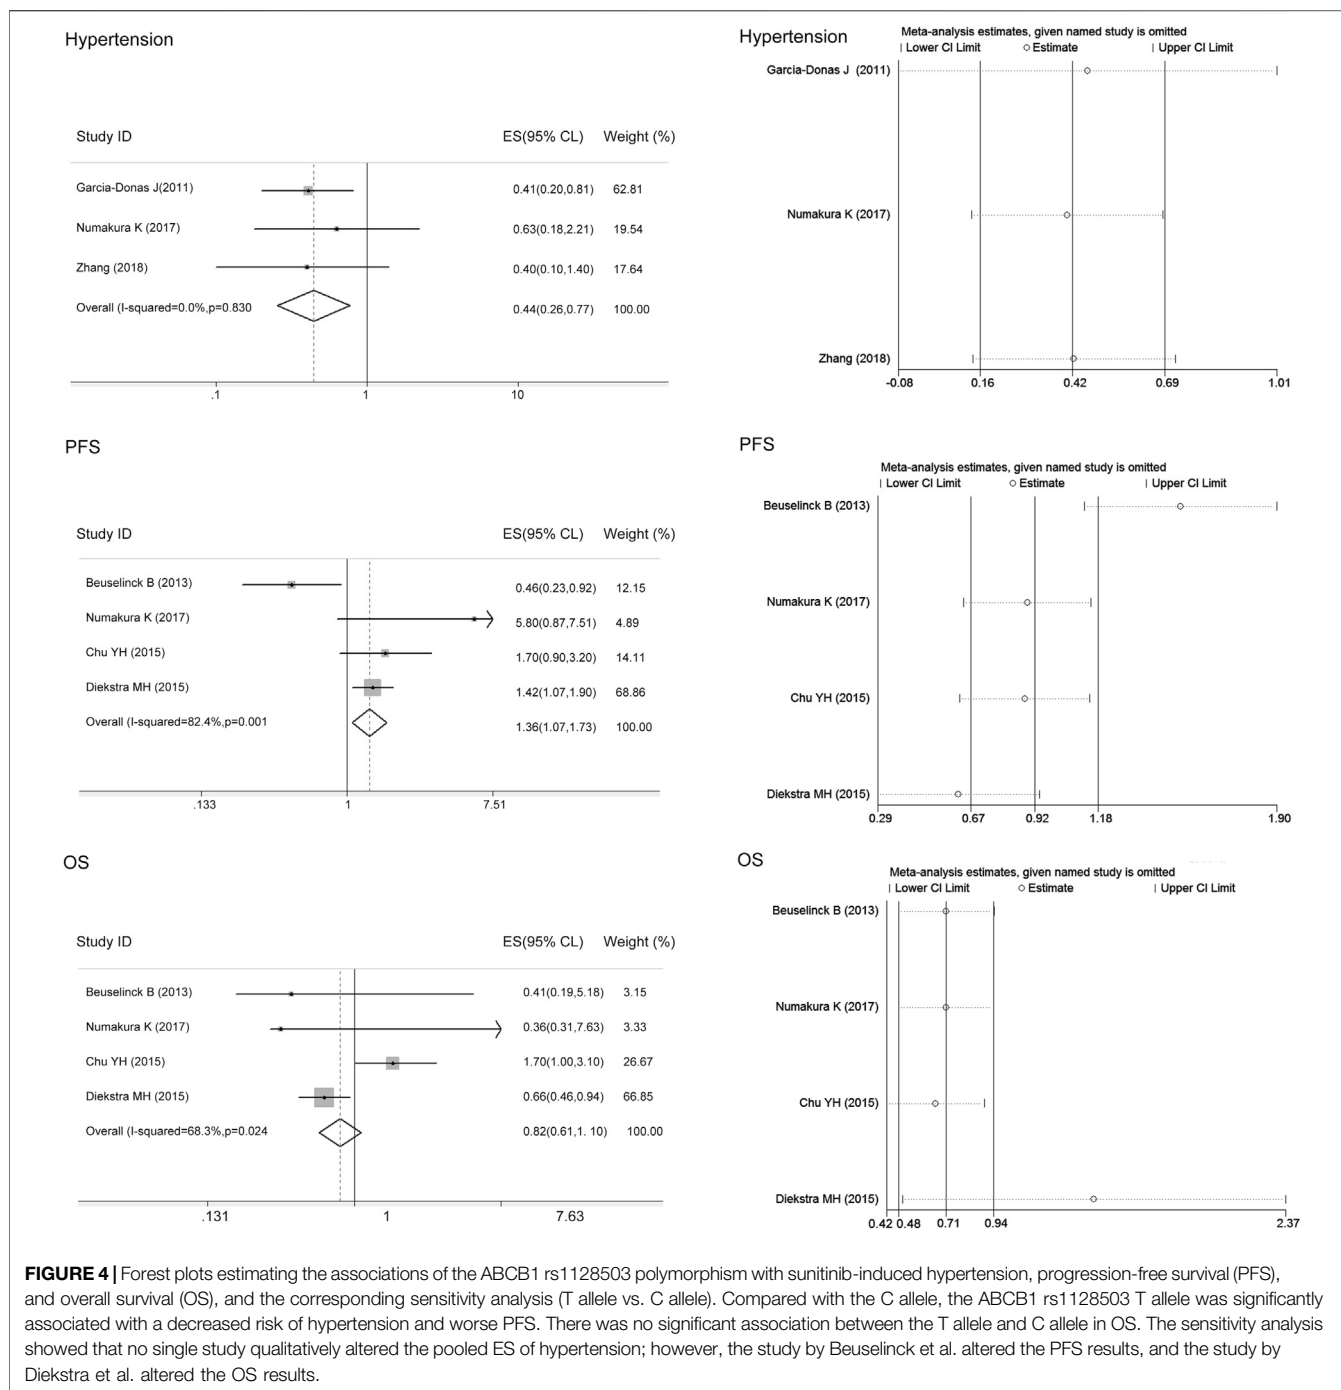 Hypertension
Study ID ES(95% CL) Weight (%)
Garcia-Donas J(2011) 0.41(0.20,0.81) 62.81
Numakura K (2017) 0.63(0.18,2.21) 19.54
Zhang (2018) 0.40(0.10,1.40) 17.64
Overall (I-squared=0.0%,p=0.830 0.44(0.26,0.77) 100.00
.1 1 10
Hypertension
Meta-analysis estimates, given named study is omitted
| Lower CI Limit ○ Estimate | Upper CI Limit
Garcia-Donas J (2011)
Numakura K (2017)
Zhang (2018)
-0.08 0.16 0.42 0.69 1.01
PFS
Study ID ES(95% CL) Weight (%)
Beuselinck B (2013) 0.46(0.23,0.92) 12.15
Numakura K (2017) 5.80(0.87,7.51) 4.89
Chu YH (2015) 1.70(0.90,3.20) 14.11
Diekstra MH (2015) 1.42(1.07,1.90) 68.86
Overall (I-squared=82.4%,p=0.001 1.36(1.07,1.73) 100.00
.133 1 7.51
PFS
Meta-analysis estimates, given named study is omitted
| Lower CI Limit ○ Estimate | Upper CI Limit
Beuselinck B (2013)
Numakura K (2017)
Chu YH (2015)
Diekstra MH (2015)
0.29 0.67 0.92 1.18 1.90
OS
Study ID ES(95% CL) Weight (%)
Beuselinck B (2013) 0.41(0.19,5.18) 3.15
Numakura K (2017) 0.36(0.31,7.63) 3.33
Chu YH (2015) 1.70(1.00,3.10) 26.67
Diekstra MH (2015) 0.66(0.46,0.94) 66.85
Overall (I-squared=68.3%,p=0.024 0.82(0.61,1. 10) 100.00
.131 1 7.63
OS
Meta-analysis estimates, given named study is omitted
| Lower CI Limit ○ Estimate | Upper CI Limit
Beuselinck B (2013)
Numakura K (2017)
Chu YH (2015)
Diekstra MH (2015)
0.42 0.48 0.71 0.94 2.37
FIGURE 4 | Forest plots estimating the associations of the ABCB1 rs1128503 polymorphism with sunitinib-induced hypertension, progression-free survival (PFS),
and overall survival (OS), and the corresponding sensitivity analysis (T allele vs. C allele). Compared with the C allele, the ABCB1 rs1128503 T allele was significantly
associated with a decreased risk of hypertension and worse PFS. There was no significant association between the T allele and C allele in OS. The sensitivity analysis
showed that no single study qualitatively altered the pooled ES of hypertension; however, the study by Beuselinck et al. altered the PFS results, and the study by
Diekstra et al. altered the OS results.